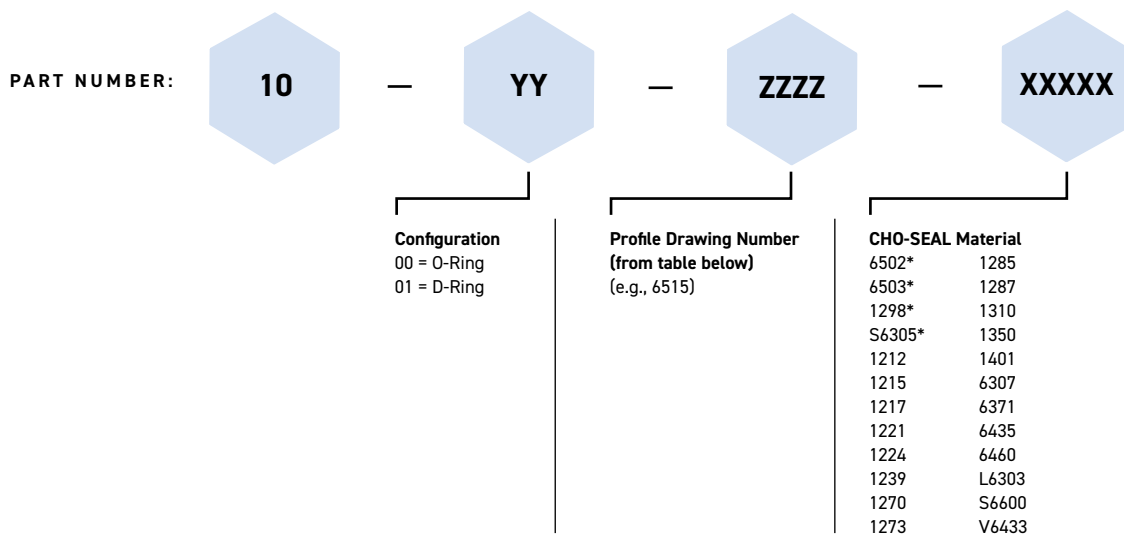 PART NUMBER: 10 — YY — ZZZZ — XXXXX
Configuration
00 = O-Ring
01 = D-Ring
Profile Drawing Number
(from table below)
(e.g., 6515)
CHO-SEAL Material
6502* 1285
6503* 1287
1298* 1310
S6305* 1350
1212 1401
1215 6307
1217 6371
1221 6435
1224 6460
1239 L6303
1270 S6600
1273 V6433